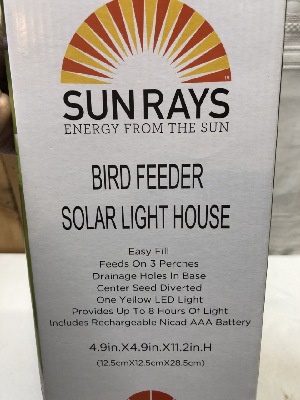 SUN RAYS
ENERGY FROM THE SUN
BIRD FEEDER
SOLAR LIGHT HOUSE
Easy Fill
Feeds On 3 Perches
Drainage Holes In Base
Center Seed Diverted
One Yellow LED Light
Provides Up To 8 Hours Of Light
Includes Rechargeable Nicad AAA Battery
4.9in.X4.9in.X11.2in.H
(12.5cmX12.5cmX28.5cm)